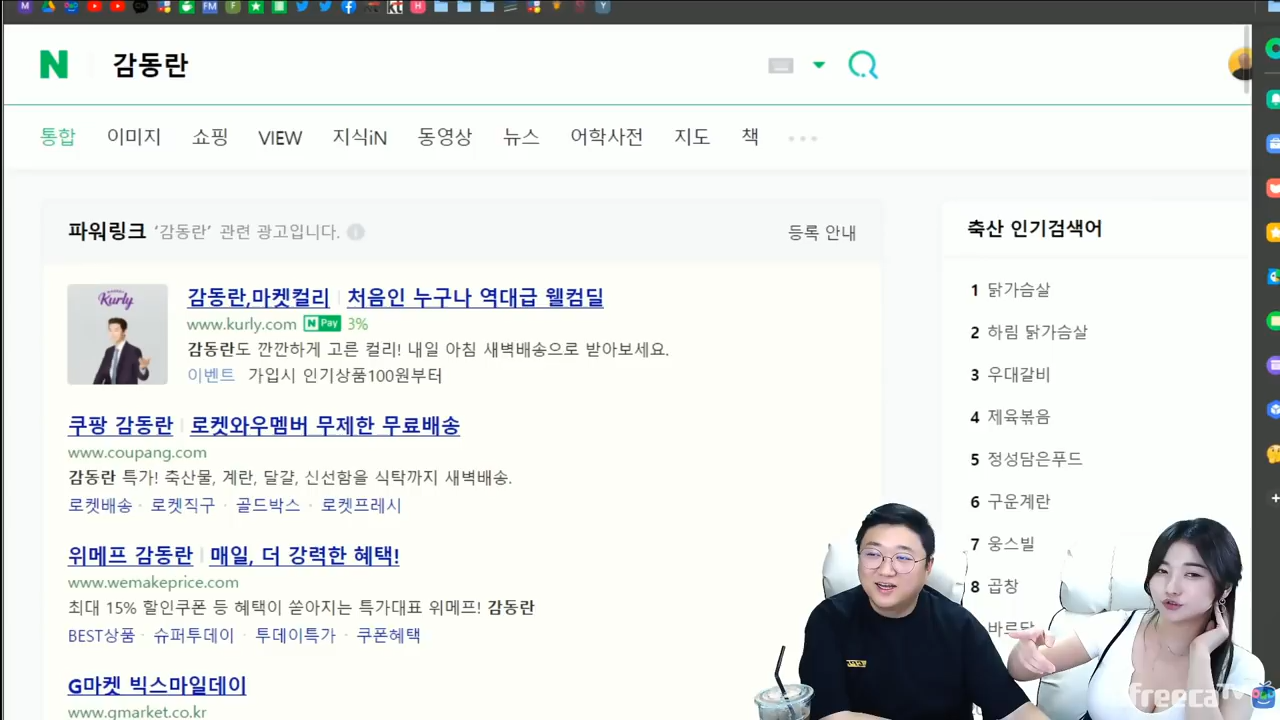 N 감동란
통합 이미지 쇼핑 VIEW 지식iN 동영상 뉴스 어학사전 지도 책
파워링크 '감동란' 관련 광고입니다. 등록 안내
Kurly
감동란,마켓컬리 처음인 누구나 역대급 웰컴딜
www.kurly.com N Pay 3%
감동란도 깐깐하게 고른 컬리! 내일 아침 새벽배송으로 받아보세요.
이벤트 가입시 인기상품100원부터
쿠팡 감동란 로켓와우멤버 무제한 무료배송
www.coupang.com
감동란 특가! 축산물, 계란, 달걀, 신선함을 식탁까지 새벽배송.
로켓배송· 로켓직구 · 골드박스 · 로켓프레시
위메프 감동란 매일, 더 강력한 혜택!
www.wemakeprice.com
최대 15% 할인쿠폰 등 혜택이 쏟아지는 특가대표 위메프! 감동란
BEST상품· 슈퍼투데이 · 투데이특가 · 쿠폰혜택
G마켓 빅스마일데이
www.gmarket.co.kr
축산 인기검색어
1 닭가슴살
2 하림 닭가슴살
3 우대갈비
4 제육볶음
5 정성담은푸드
6 구운계란
7 웅스빌
8 곱창
바르닭
freecaTV